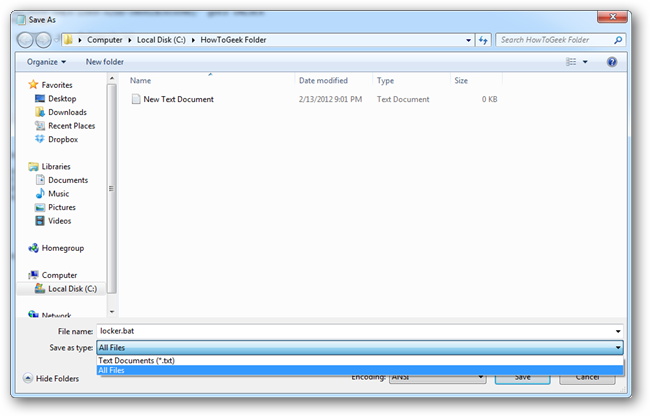 Save As
Computer Local Disk (C:) HowToGeek Folder
Search HowToGeek Folder
Organize New folder
Favorites
Desktop
Downloads
Recent Places
Dropbox
Libraries
Documents
Music
Pictures
Videos
Homegroup
Computer
Local Disk (C:)
Network
Name Date modified Type Size
New Text Document 2/13/2012 9:01 PM Text Document 0 KB
File name: locker.bat
Save as type: All Files
Text Documents (*.txt)
All Files
Hide Folders
Encoding: ANSI Save Cancel